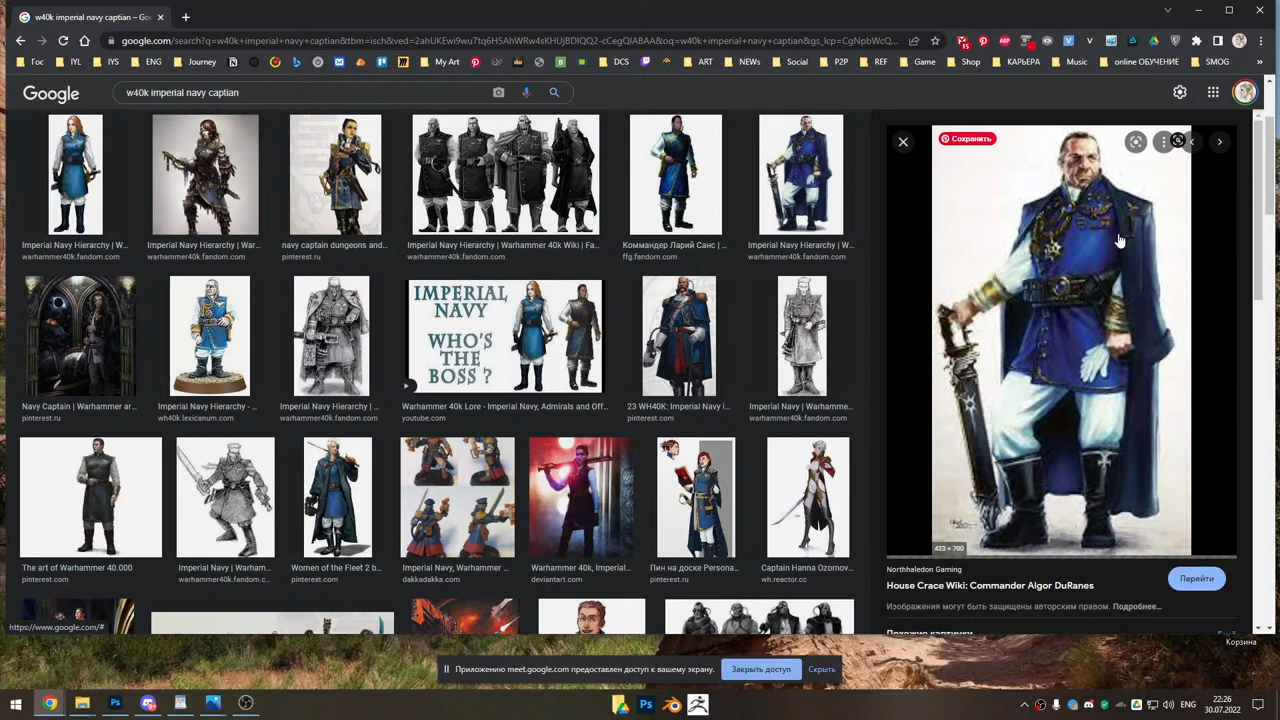 w40k imperial navy captian – Goo
google.com/search?q=w40k+imperial+navy+captian&tbm=isch&ved=2ahUKEwi9wu7tq6H5AhWRw4sKHUjBDIQQ2-cCegQIABAA&oq=w40k+imperial+navy+captian&gs_lcp=CgNpbWcQ...
Гос IYL IYS ENG Journey My Art DCS ART NEWs Social P2P REF Game Shop КАРЬЕРА Music online ОБУЧЕНИЕ SMOG
Google w40k imperial navy captian
Сохранить
Imperial Navy Hierarchy | W...
warhammer40k.fandom.com
Imperial Navy Hierarchy | War...
warhammer40k.fandom.com
navy captain dungeons and...
pinterest.ru
Imperial Navy Hierarchy | Warhammer 40k Wiki | Fa...
warhammer40k.fandom.com
Коммандер Ларий Санс | ...
ffg.fandom.com
Imperial Navy Hierarchy | W...
warhammer40k.fandom.com
IMPERIAL
NAVY
WHO'S
THE
BOSS?
Navy Captain | Warhammer ar...
pinterest.com
Imperial Navy Hierarchy - ...
wh40k.lexicanum.com
Imperial Navy Hierarchy | ...
warhammer40k.fandom.com
Warhammer 40k Lore - Imperial Navy, Admirals and Off...
youtube.com
23 WH40K: Imperial Navy i...
pinterest.com
Imperial Navy | Warhamme...
warhammer40k.fandom.com
The art of Warhammer 40.000
pinterest.com
Imperial Navy | Warham...
warhammer40k.fandom.c...
Women of the Fleet 2 b...
pinterest.com
Imperial Navy, Warhammer ...
dakkadakka.com
Warhammer 40k, Imperial...
deviantart.com
Пин на доске Persona...
pinterest.ru
Captain Hanna Ozornov...
wh.reactor.cc
423 × 700
Northhaledon Gaming
House Crace Wiki: Commander Algor DuRanes
Перейти
Изображения могут быть защищены авторским правом. Подробнее...
Похожие картинки
https://www.google.com/#
Корзина
Приложению meet.google.com предоставлен доступ к вашему экрану. Закрыть доступ Скрыть
ENG
22:26
30.07.2022